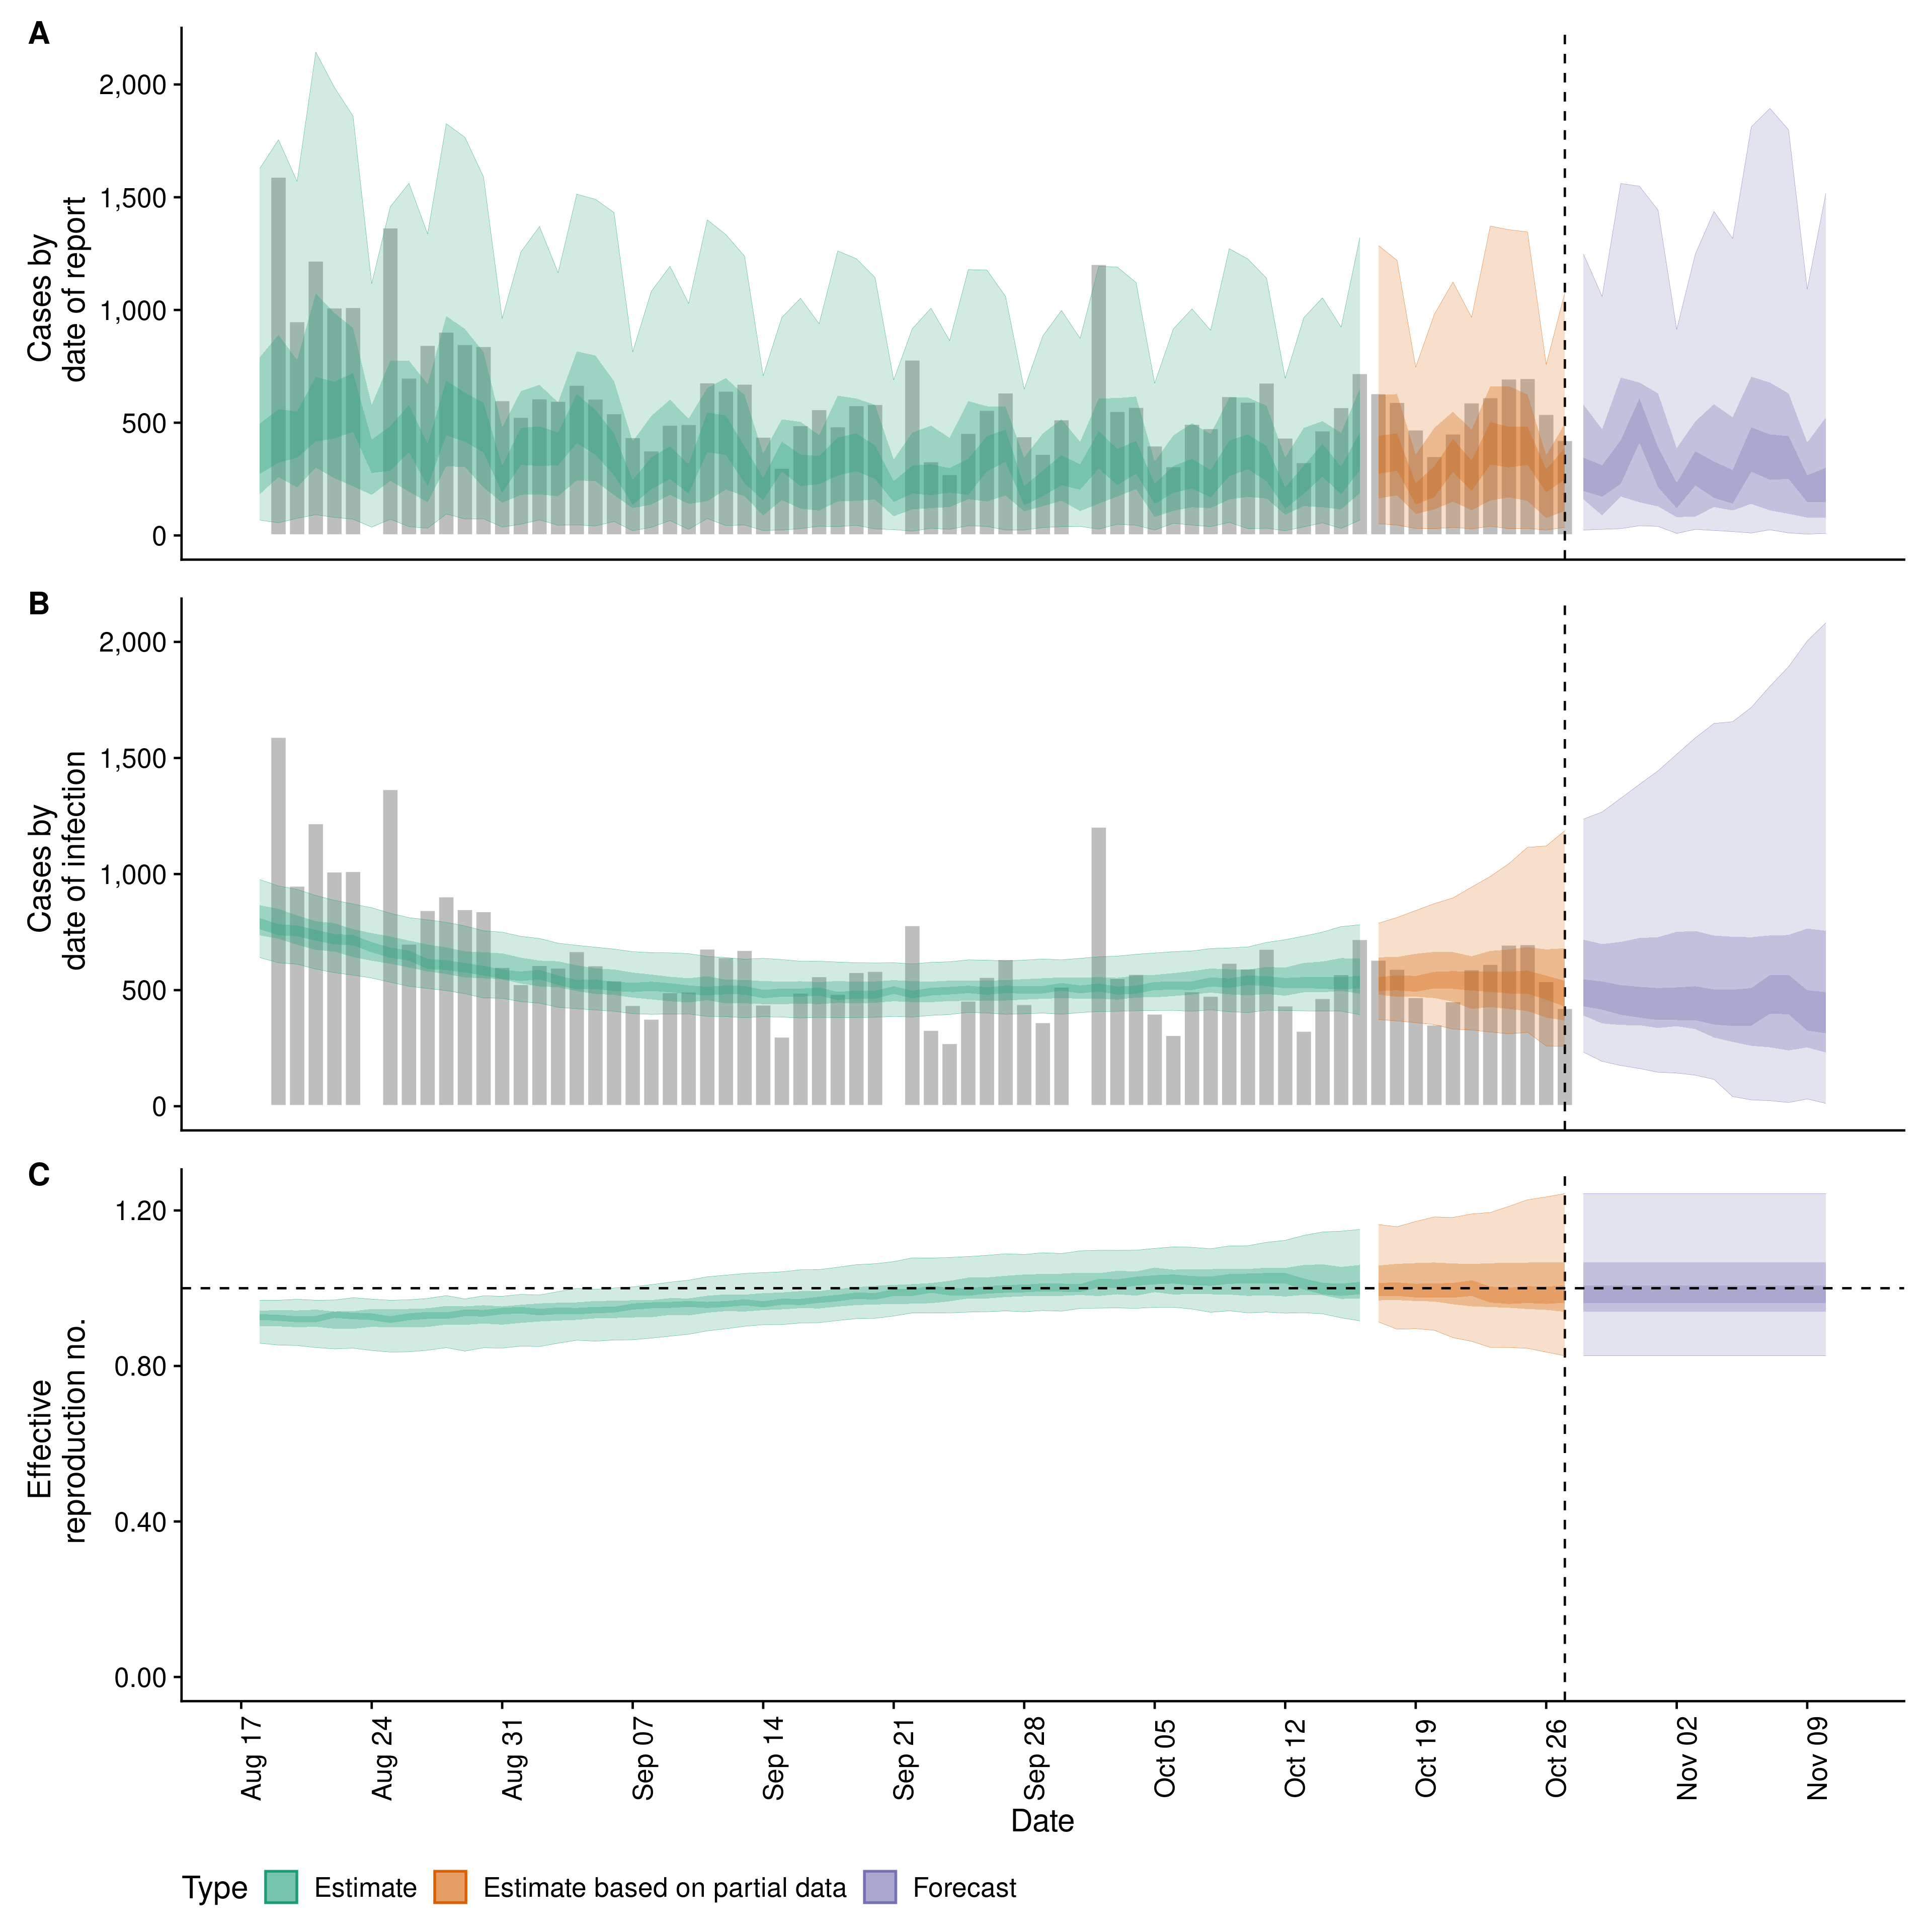 A
Cases by
date of report
2,000
1,500
1,000
500
0
B
Cases by
date of infection
2,000
1,500
1,000
500
0
C
Effective
reproduction no.
1.20
0.80
0.40
0.00
Aug 17
Aug 24
Aug 31
Sep 07
Sep 14
Sep 21
Sep 28
Oct 05
Oct 12
Oct 19
Oct 26
Nov 02
Nov 09
Date
Type Estimate Estimate based on partial data Forecast